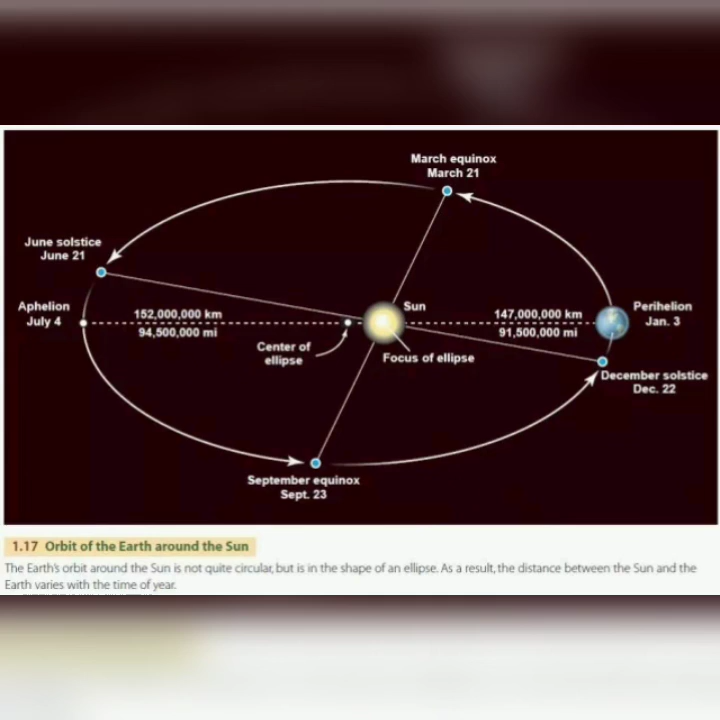 March equinox
March 21
June solstice
June 21
Aphelion
July 4
152,000,000 km
94,500,000 mi
Sun
147,000,000 km
91,500,000 mi
Perihelion
Jan. 3
Center of
ellipse
Focus of ellipse
December solstice
Dec. 22
September equinox
Sept. 23
1.17 Orbit of the Earth around the Sun
The Earth's orbit around the Sun is not quite circular, but is in the shape of an ellipse. As a result, the distance between the Sun and the
Earth varies with the time of year.